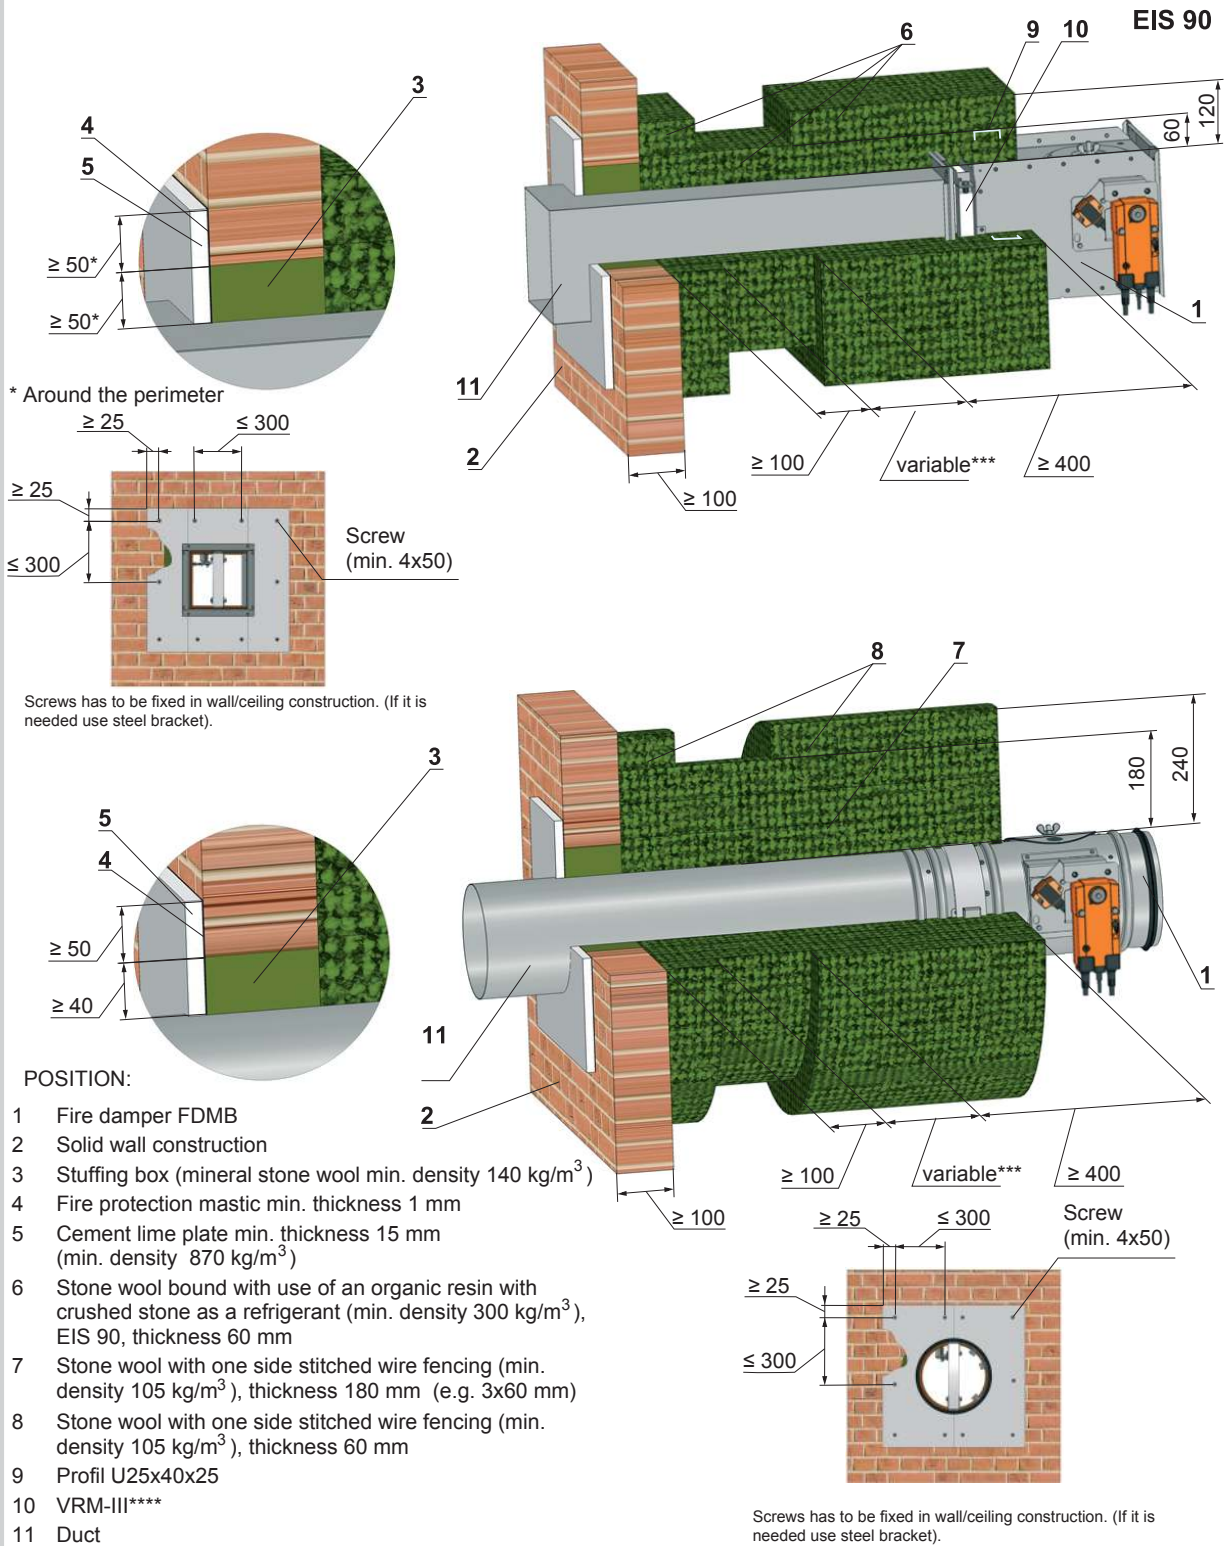 EIS 90
6
9
10
120
60
3
4
5
≥ 50*
≥ 50*
1
11
2
≥ 100
≥ 100
variable***
≥ 400
* Around the perimeter
≥ 25
≤ 300
≥ 25
≤ 300
Screw
(min. 4x50)
Screws has to be fixed in wall/ceiling construction. (If it is
needed use steel bracket).
8
7
180
240
3
5
4
≥ 50
≥ 40
1
11
2
≥ 100
≥ 100
variable***
≥ 400
POSITION:
1 Fire damper FDMB
2 Solid wall construction
3 Stuffing box (mineral stone wool min. density 140 kg/m³ )
4 Fire protection mastic min. thickness 1 mm
5 Cement lime plate min. thickness 15 mm
(min. density 870 kg/m³ )
6 Stone wool bound with use of an organic resin with
crushed stone as a refrigerant (min. density 300 kg/m³ ),
EIS 90, thickness 60 mm
7 Stone wool with one side stitched wire fencing (min.
density 105 kg/m³ ), thickness 180 mm (e.g. 3x60 mm)
8 Stone wool with one side stitched wire fencing (min.
density 105 kg/m³ ), thickness 60 mm
9 Profil U25x40x25
10 VRM-III****
11 Duct
≥ 25
≤ 300
Screw
(min. 4x50)
≥ 25
≤ 300
Screws has to be fixed in wall/ceiling construction. (If it is
needed use steel bracket).